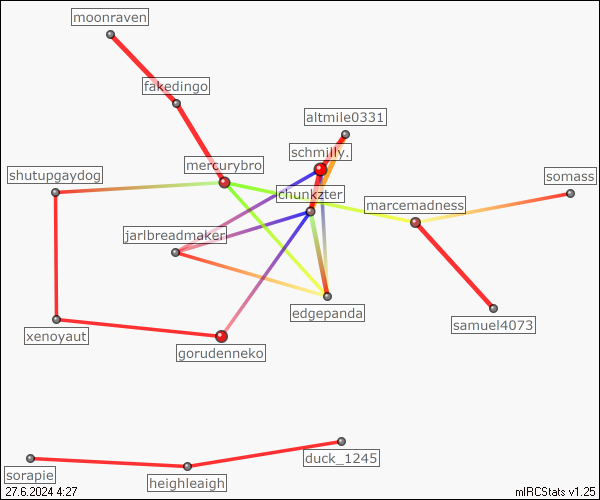 moonraven
fakedingo
altmile0331
schmilly.
mercurybro
shutupgaydog
somass
chunkzter
marcemadness
jarlbreadmaker
edgepanda
samuel4073
xenoyaut
gorudenneko
duck_1245
sorapie
heighleaigh
27.6.2024 4:27
mIRCStats v1.25